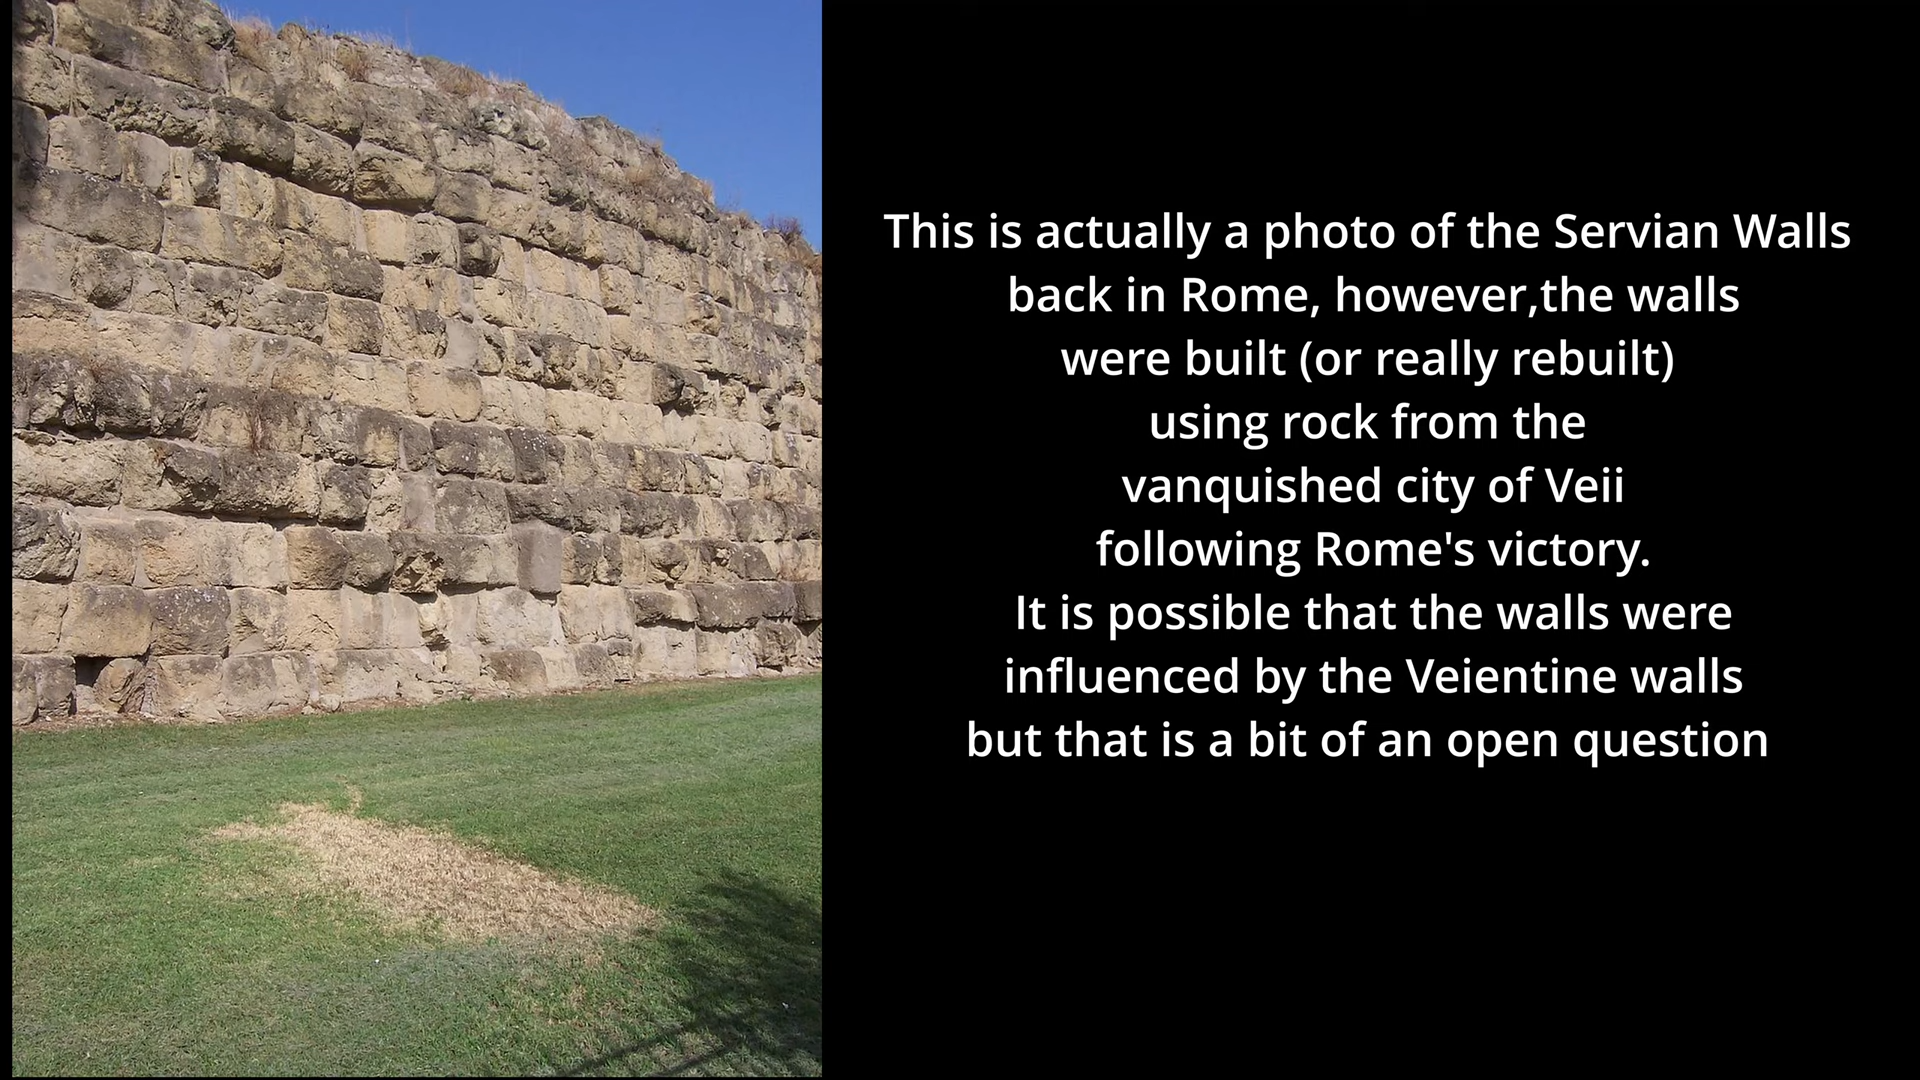 This is actually a photo of the Servian Walls
back in Rome, however,the walls
were built (or really rebuilt)
using rock from the
vanquished city of Veii
following Rome's victory.
It is possible that the walls were
influenced by the Veientine walls
but that is a bit of an open question